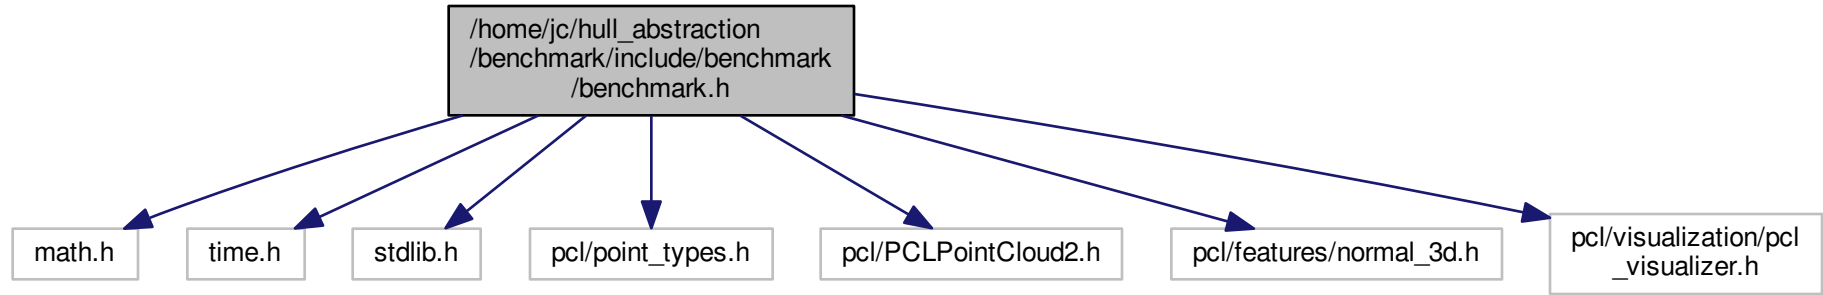 /home/jc/hull_abstraction
/benchmark/include/benchmark
/benchmark.h
math.h
time.h
stdlib.h
pcl/point_types.h
pcl/PCLPointCloud2.h
pcl/features/normal_3d.h
pcl/visualization/pcl
_visualizer.h